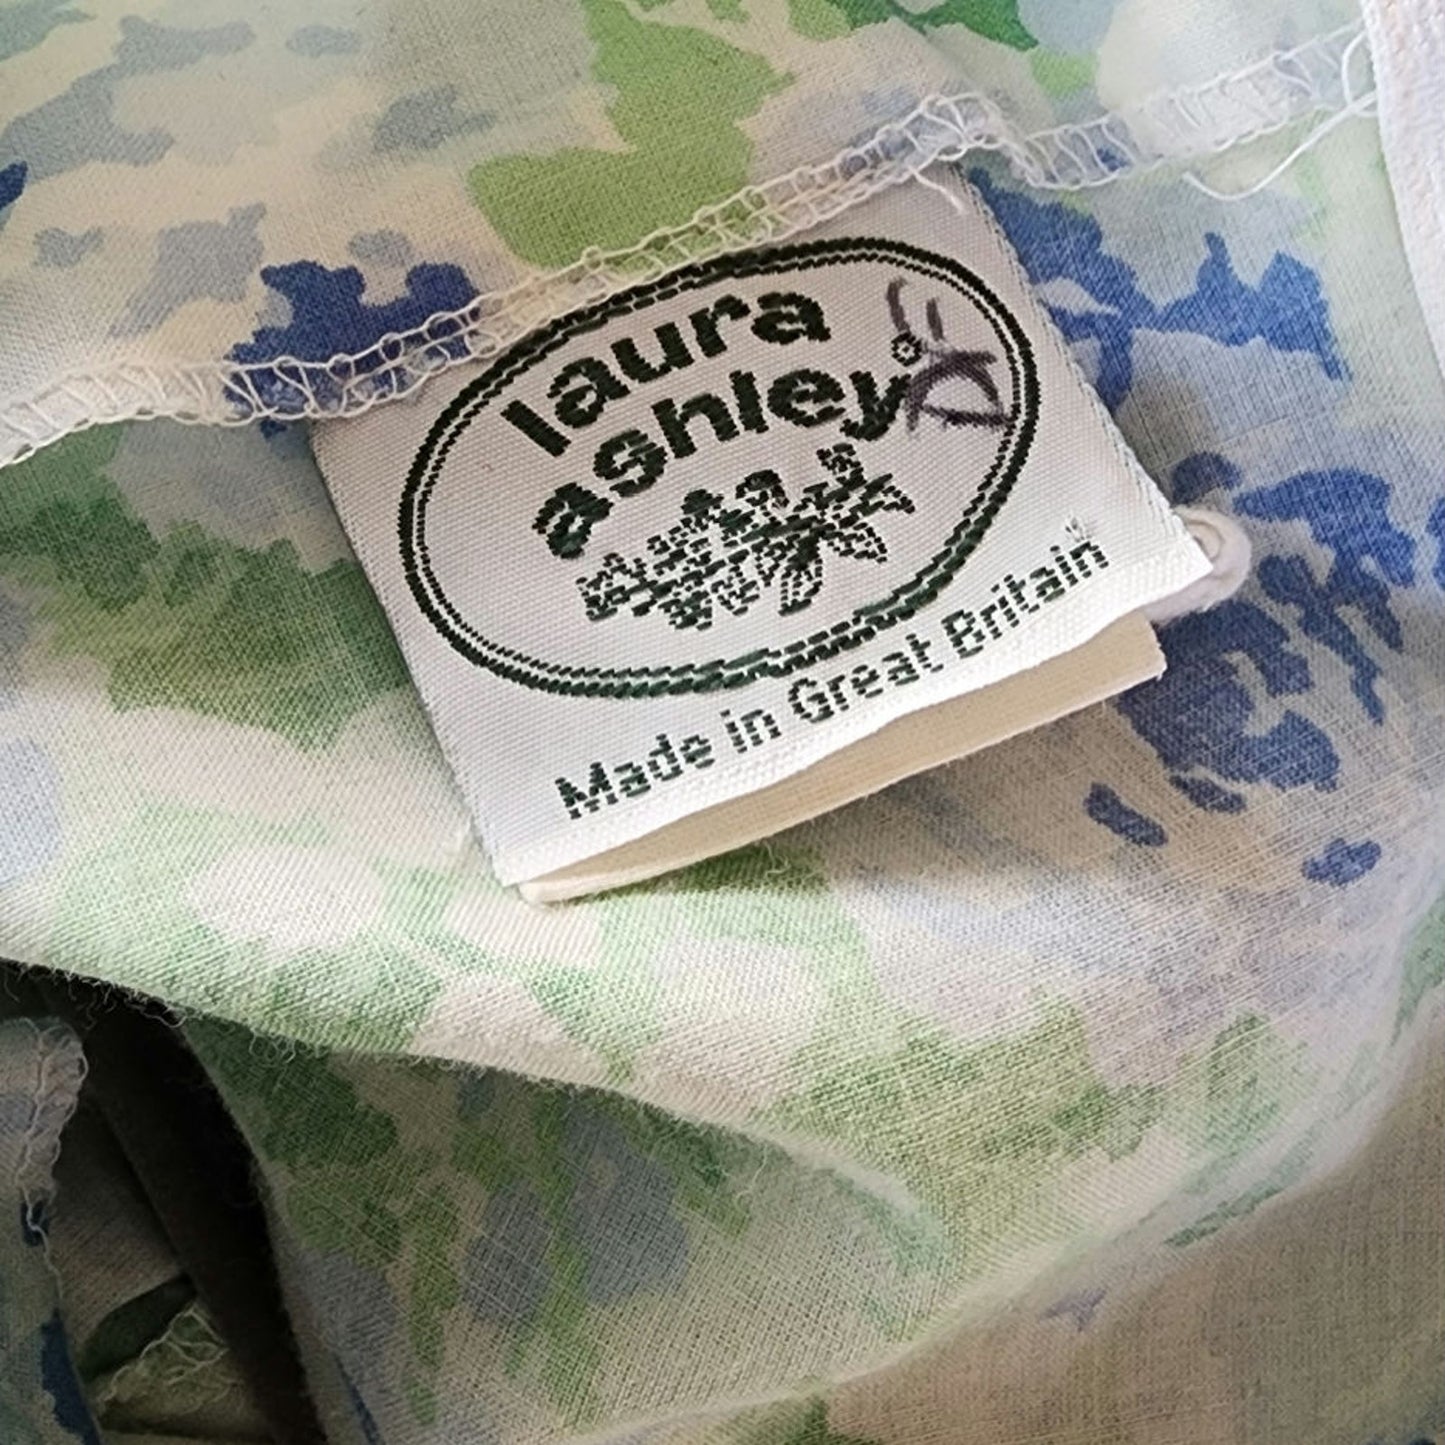 laura
ashley®
Made in Great Britain